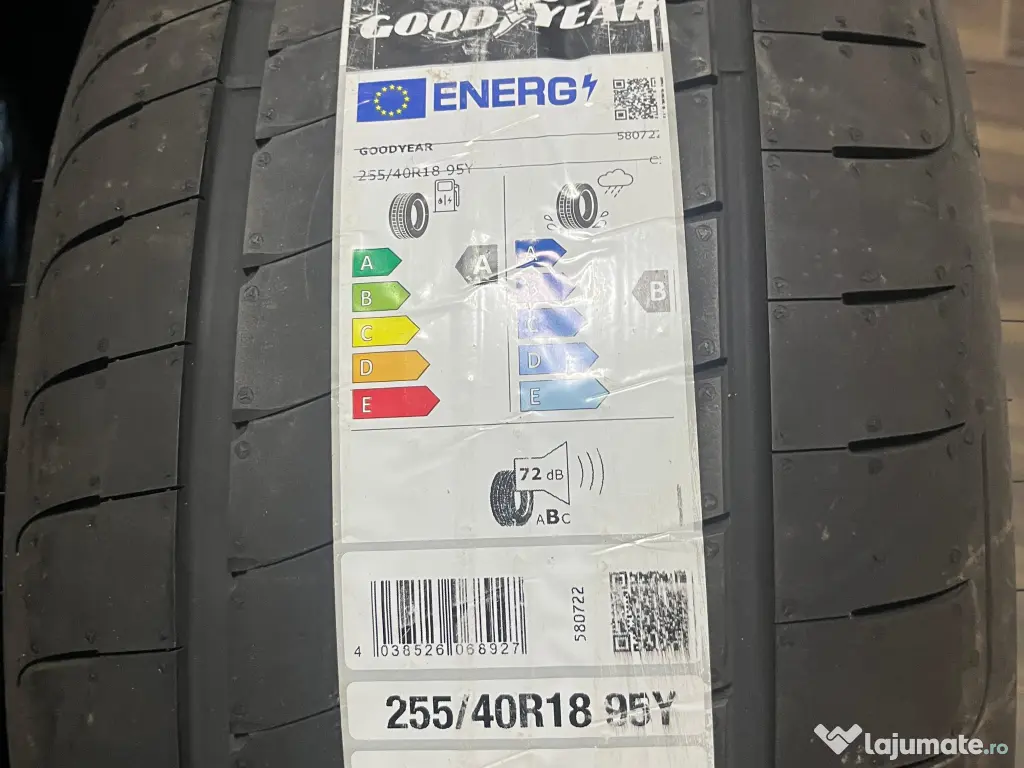 GOODYEAR
ENERG
580722
GOODYEAR
255/40R18 95Y
A
B
C
D
E
A
A
C
D
E
B
72 dB
ABC
4 038526 068927
580722
255/40R18 95Y
lajumate.ro